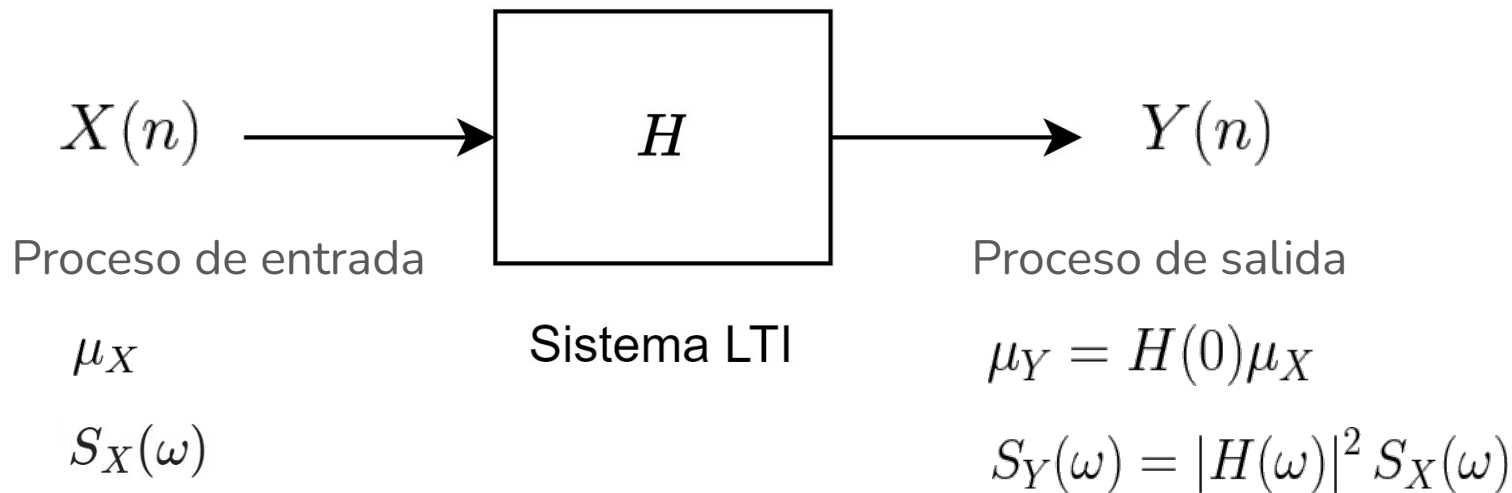 X(n)
H
Y(n)
Proceso de entrada
Proceso de salida
Sistema LTI
μ_X
μ_Y = H(0)μ_X
S_X(ω)
S_Y(ω) = |H(ω)|² S_X(ω)